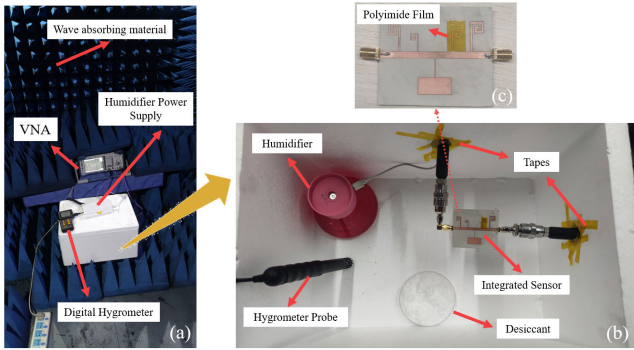 Wave absorbing material
Humidifier Power
Supply
VNA
Digital Hygrometer
(a)
Polyimide Film
(c)
Humidifier
Tapes
Integrated Sensor
Hygrometer Probe
Desiccant
(b)